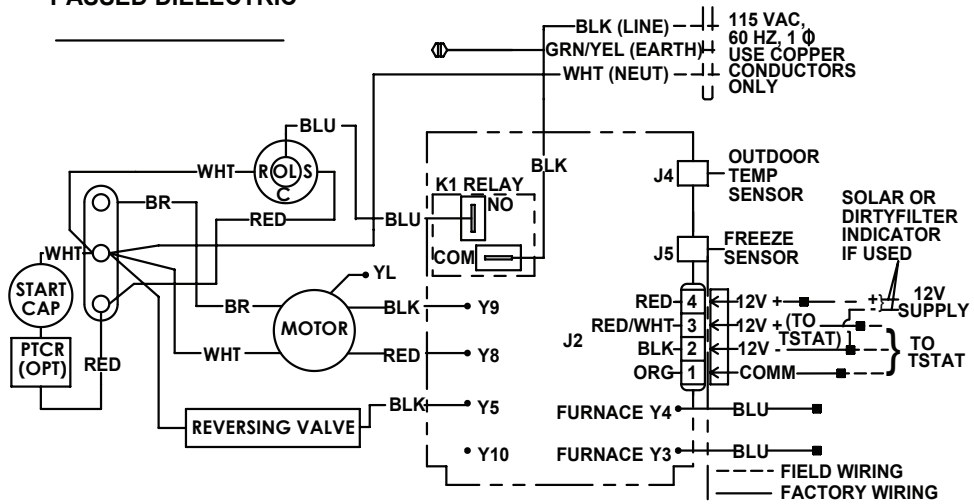 PASSED DIELECTRIC
BLK (LINE)
GRN/YEL (EARTH)
WHT (NEUT)
115 VAC,
60 HZ, 1 Φ
USE COPPER
CONDUCTORS
ONLY
BLU
WHT
R OL S
C
BR
RED
WHT
START
CAP
PTCR
(OPT)
RED
BR
WHT
MOTOR
YL
BLK
RED
REVERSING VALVE
BLK
BLU
BLK
K1 RELAY
NO
COM
Y9
Y8
Y5
Y10
J4
OUTDOOR
TEMP
SENSOR
J5
FREEZE
SENSOR
SOLAR OR
DIRTYFILTER
INDICATOR
IF USED
J2
RED 4 12V + + 12V
- SUPPLY
RED/WHT 3 12V + (TO
TSTAT)
BLK 2 12V -
ORG 1 COMM
TO
TSTAT
FURNACE Y4 BLU
FURNACE Y3 BLU
FIELD WIRING
FACTORY WIRING